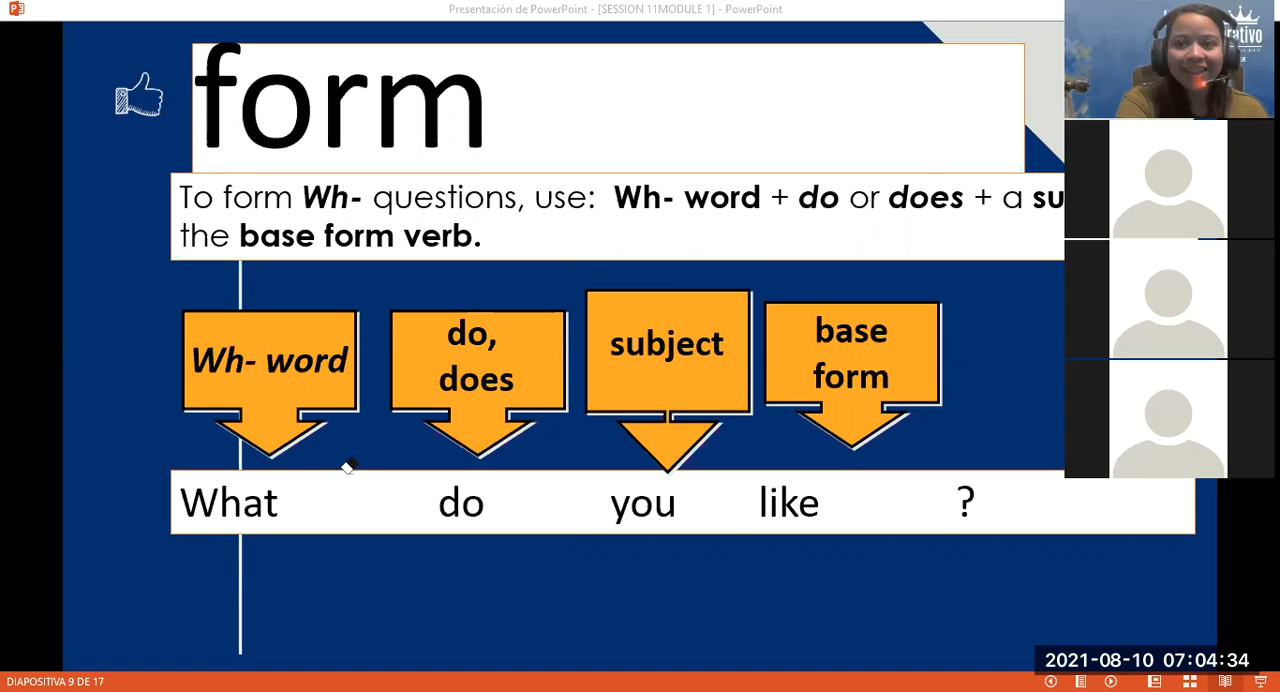 Presentación de PowerPoint - [SESSION 11MODULE 1] - PowerPoint
form
To form Wh- questions, use: Wh- word + do or does + a su
the base form verb.
Wh- word
do,
does
subject
base
form
What do you like ?
2021-08-10 07:04:34
DIAPOSITIVA 9 DE 17